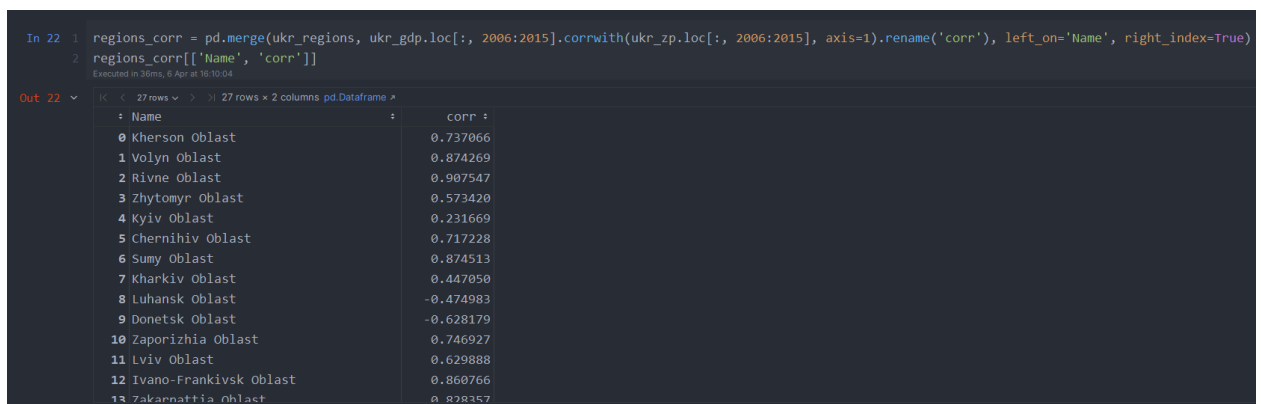 In 22 1 regions_corr = pd.merge(ukr_regions, ukr_gdp.loc[:, 2006:2015].corrwith(ukr_zp.loc[:, 2006:2015], axis=1).rename('corr'), left_on='Name', right_index=True)
2 regions_corr[['Name', 'corr']]
Executed in 36ms, 6 Apr at 16:10:04
Out 22 27 rows 27 rows × 2 columns pd.Dataframe
Name corr
0 Kherson Oblast 0.737066
1 Volyn Oblast 0.874269
2 Rivne Oblast 0.907547
3 Zhytomyr Oblast 0.573420
4 Kyiv Oblast 0.231669
5 Chernihiv Oblast 0.717228
6 Sumy Oblast 0.874513
7 Kharkiv Oblast 0.447050
8 Luhansk Oblast -0.474983
9 Donetsk Oblast -0.628179
10 Zaporizhia Oblast 0.746927
11 Lviv Oblast 0.629888
12 Ivano-Frankivsk Oblast 0.860766
13 Zakarpattia Oblast 0.828357